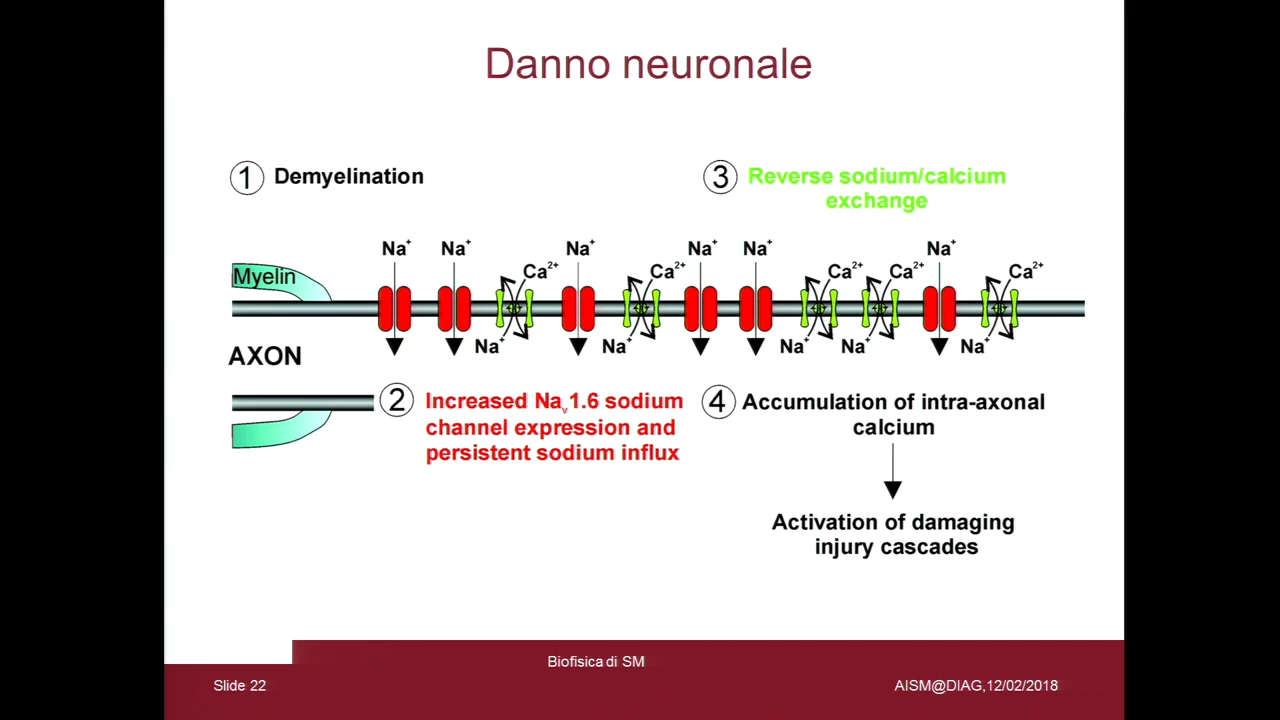 Danno neuronale
1 Demyelination
3 Reverse sodium/calcium
exchange
Na⁺ Na⁺ Na⁺ Na⁺ Na⁺ Na⁺
Ca²⁺ Ca²⁺ Ca²⁺ Ca²⁺ Ca²⁺
Myelin
Na⁺ Na⁺ Na⁺ Na⁺ Na⁺
AXON
2 Increased Naᵥ1.6 sodium
channel expression and
persistent sodium influx
4 Accumulation of intra-axonal
calcium
Activation of damaging
injury cascades
Biofisica di SM
Slide 22
AISM@DIAG,12/02/2018